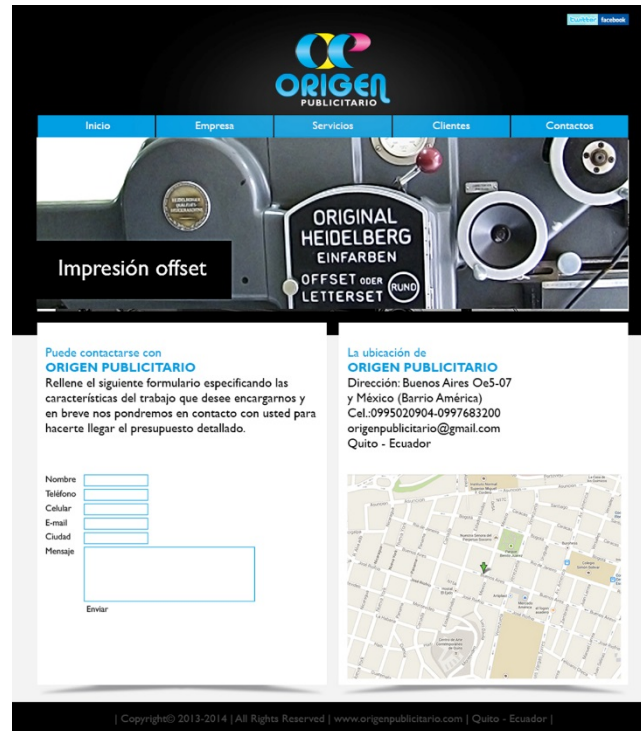 twitter facebook
ORIGEN
PUBLICITARIO
Inicio Empresa Servicios Clientes Contactos
ORIGINAL
HEIDELBERG
EINFARBEN
OFFSET ODER
LETTERSET RUND
Impresión offset
Puede contactarse con
ORIGEN PUBLICITARIO
Rellene el siguiente formulario especificando las
características del trabajo que desee encargarnos y
en breve nos pondremos en contacto con usted para
hacerte llegar el presupuesto detallado.
Nombre
Teléfono
Celular
E-mail
Ciudad
Mensaje
Enviar
La ubicación de
ORIGEN PUBLICITARIO
Dirección: Buenos Aires Oe5-07
y México (Barrio América)
Cel.:0995020904-0997683200
origenpublicitario@gmail.com
Quito - Ecuador
| Copyright© 2013-2014 | All Rights Reserved | www.origenpublicitario.com | Quito - Ecuador |